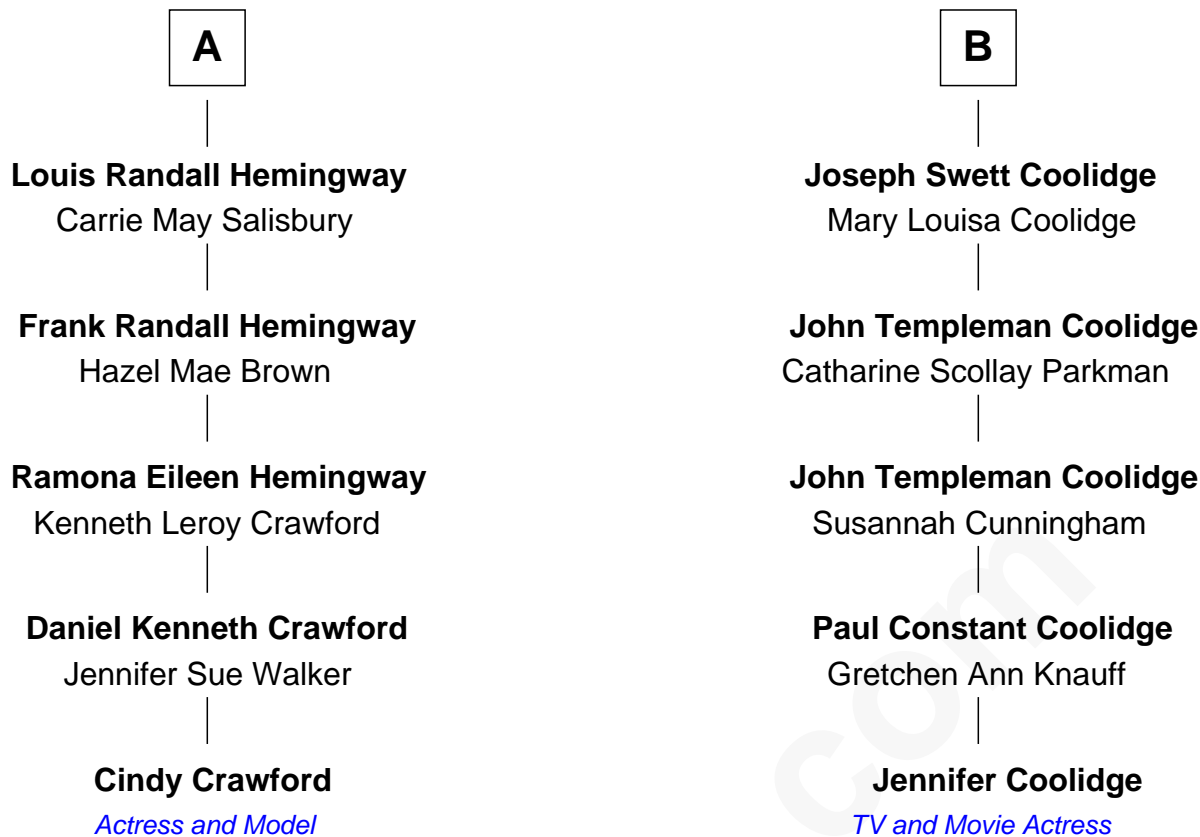 A
B
Louis Randall Hemingway
Carrie May Salisbury
Joseph Swett Coolidge
Mary Louisa Coolidge
Frank Randall Hemingway
Hazel Mae Brown
John Templeman Coolidge
Catharine Scollay Parkman
Ramona Eileen Hemingway
Kenneth Leroy Crawford
John Templeman Coolidge
Susannah Cunningham
Daniel Kenneth Crawford
Jennifer Sue Walker
Paul Constant Coolidge
Gretchen Ann Knauff
Cindy Crawford
Actress and Model
Jennifer Coolidge
TV and Movie Actress
com